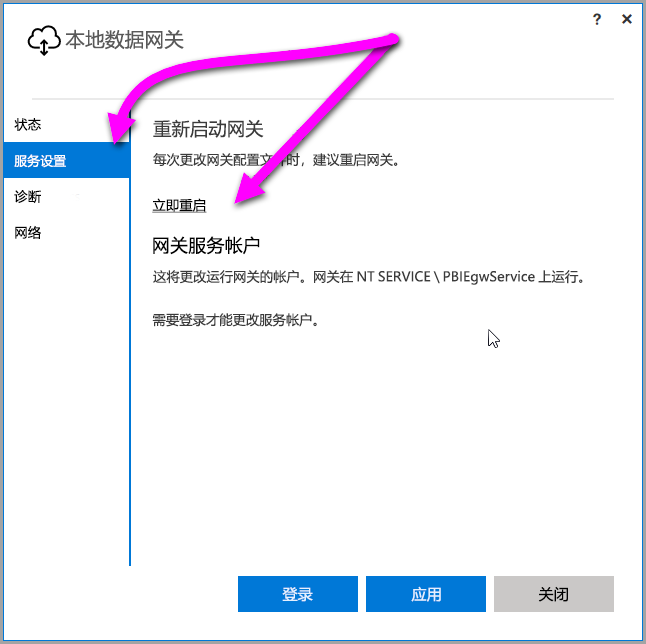 ?
本地数据网关
状态
服务设置
诊断
网络
重新启动网关
每次更改网关配置文件时，建议重启网关。
立即重启
网关服务帐户
这将更改运行网关的帐户。网关在 NT SERVICE \ PBIEgwService 上运行。
需要登录才能更改服务帐户。
登录
应用
关闭